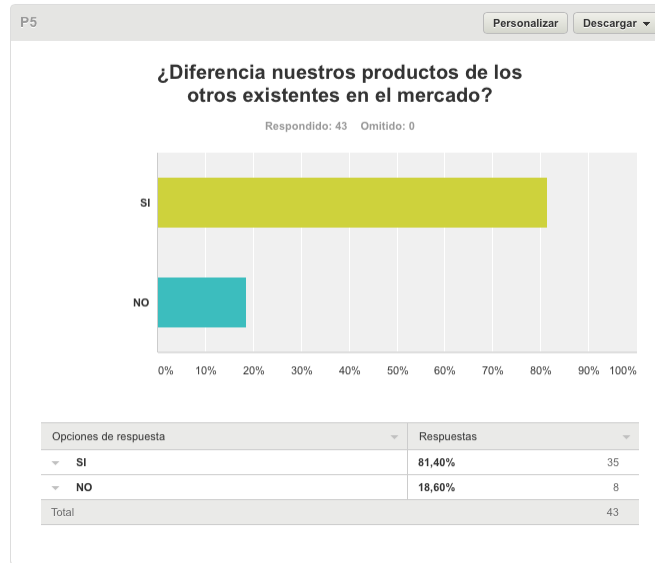 P5
Personalizar Descargar
¿Diferencia nuestros productos de los
otros existentes en el mercado?
Respondido: 43 Omitido: 0
SI
NO
0% 10% 20% 30% 40% 50% 60% 70% 80% 90% 100%
Opciones de respuesta Respuestas
SI 81,40% 35
NO 18,60% 8
Total 43